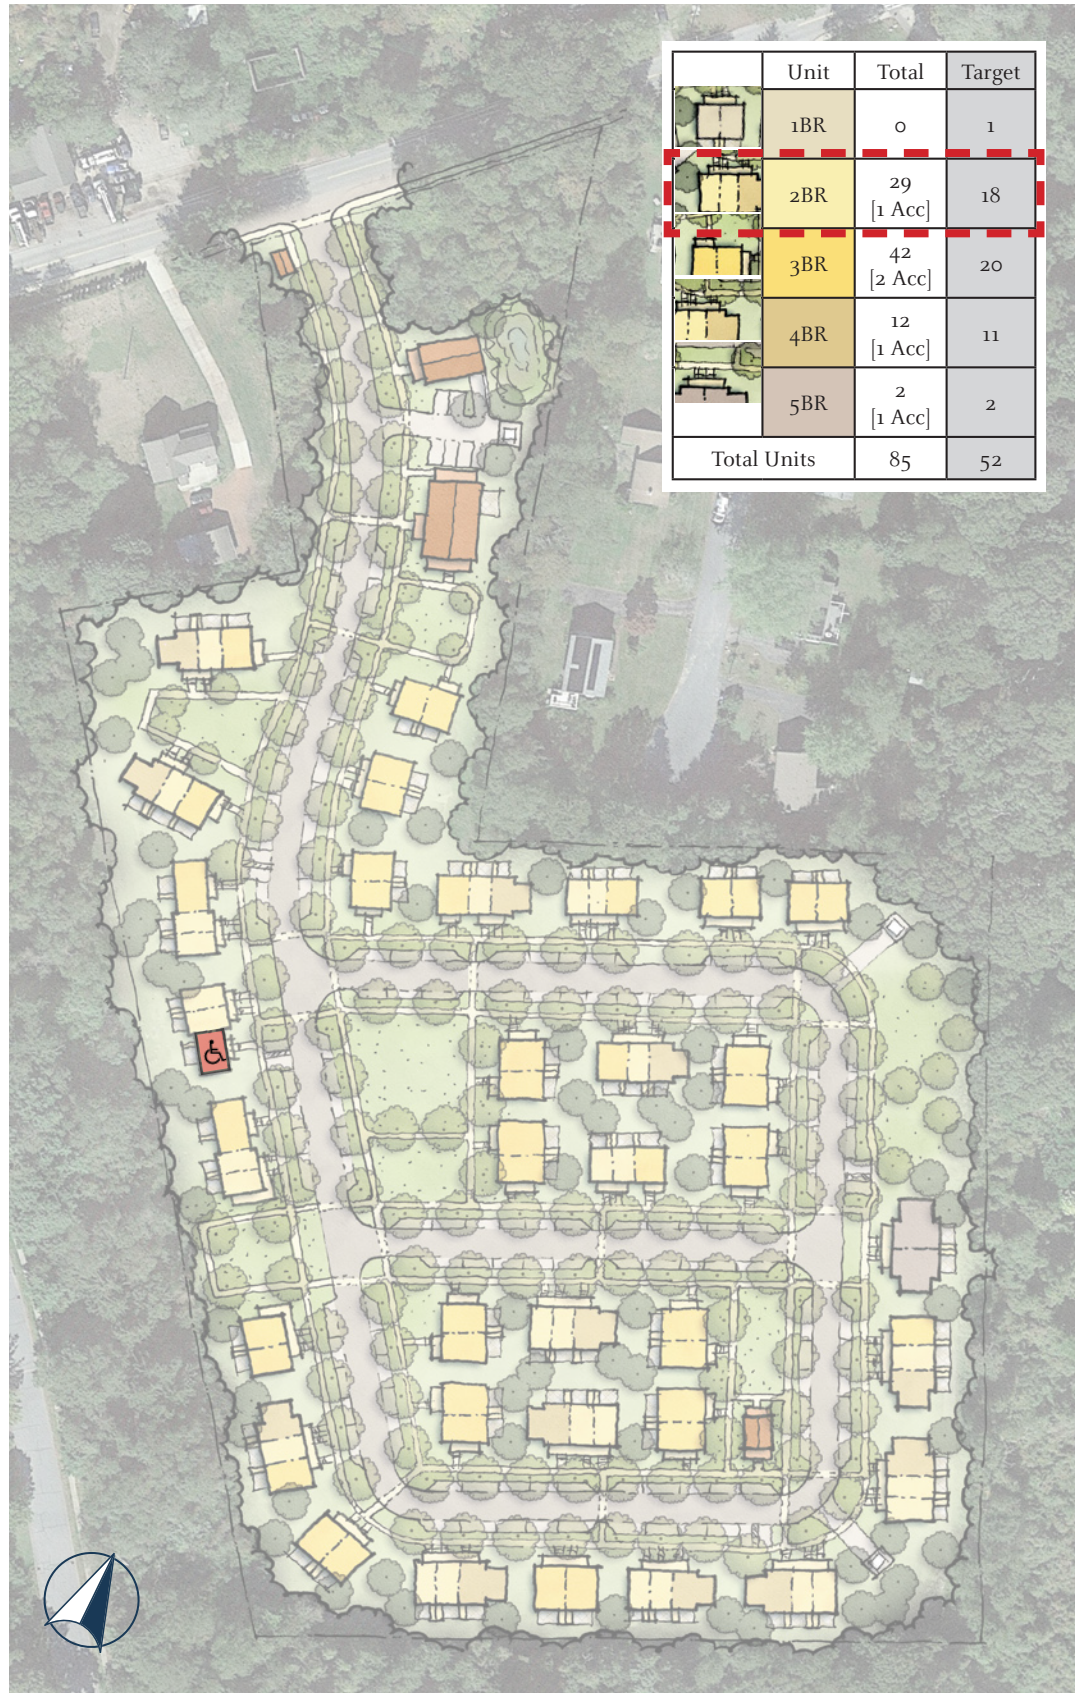 Unit Total Target
1BR 0 1
2BR 29 [1 Acc] 18
3BR 42 [2 Acc] 20
4BR 12 [1 Acc] 11
5BR 2 [1 Acc] 2
Total Units 85 52